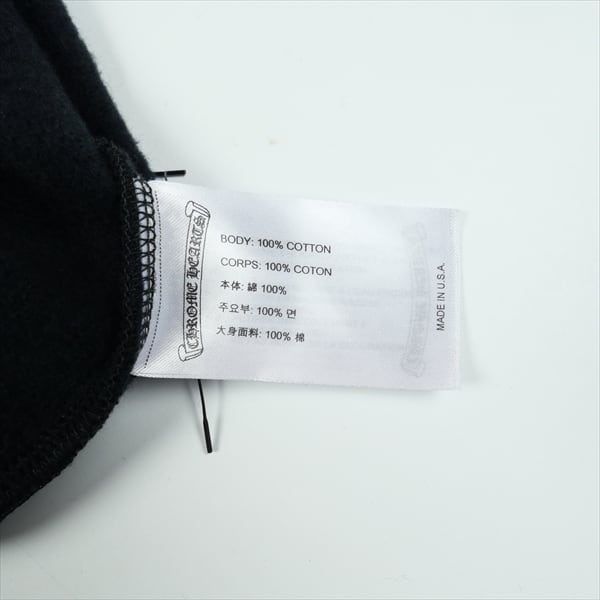 CHROME HEARTS
BODY: 100% COTTON
CORPS: 100% COTON
本体: 綿 100%
주요부: 100% 면
大身面料: 100% 棉
MADE IN U.S.A.